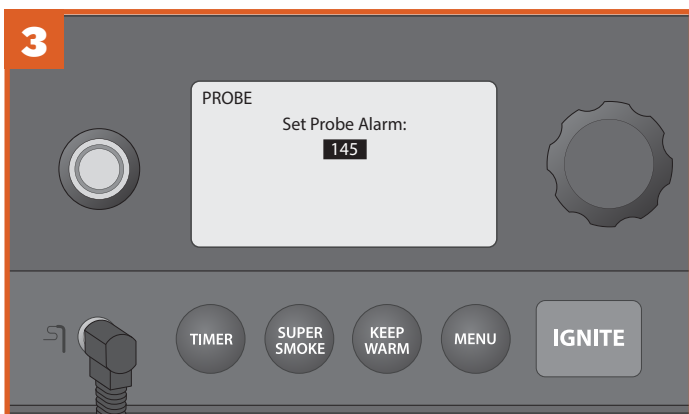 3
PROBE
Set Probe Alarm:
145
TIMER
SUPER
SMOKE
KEEP
WARM
MENU
IGNITE